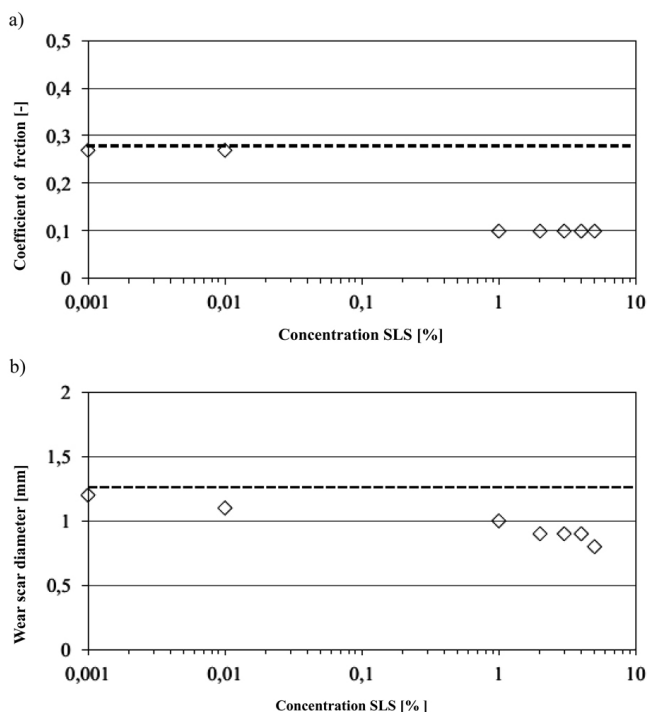 a)
0,5
0,4
0,3
0,2
0,1
0
Coefficient of frction [-]
0,001 0,01 0,1 1 10
Concentration SLS [%]
b)
2
1,5
1
0,5
0
Wear scar diameter [mm]
0,001 0,01 0,1 1 10
Concentration SLS [% ]